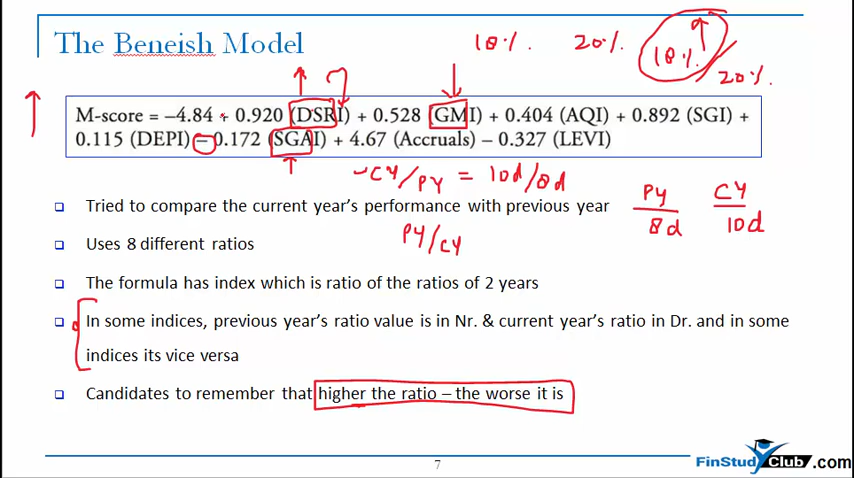 The Beneish Model
18%. 20%. 18%. 20%.
M-score = −4.84 + 0.920 (DSRI) + 0.528 (GMI) + 0.404 (AQI) + 0.892 (SGI) +
0.115 (DEPI) − 0.172 (SGAI) + 4.67 (Accruals) − 0.327 (LEVI)
CY/PY = 10d/8d
PY CY
8d 10d
Tried to compare the current year's performance with previous year
PY/CY
Uses 8 different ratios
The formula has index which is ratio of the ratios of 2 years
In some indices, previous year's ratio value is in Nr. & current year's ratio in Dr. and in some
indices its vice versa
Candidates to remember that higher the ratio – the worse it is
7
FinStudyClub.com